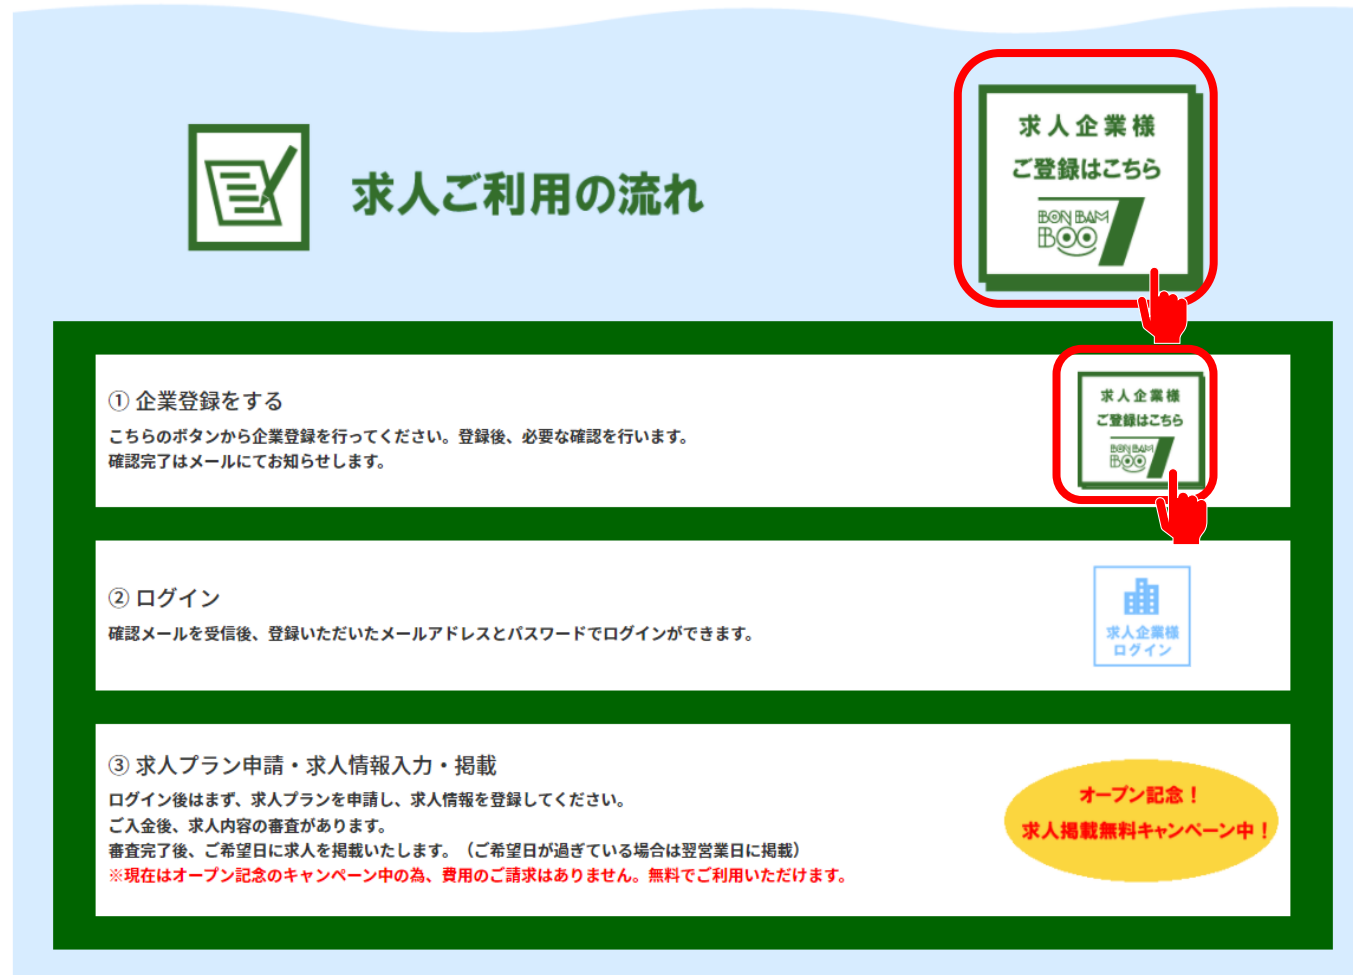 求人ご利用の流れ
求人企業様
ご登録はこちら
BON BAM
BOO 7
① 企業登録をする
こちらのボタンから企業登録を行ってください。登録後、必要な確認を行います。
確認完了はメールにてお知らせします。
求人企業様
ご登録はこちら
BON BAM
BOO 7
② ログイン
確認メールを受信後、登録いただいたメールアドレスとパスワードでログインができます。
求人企業様
ログイン
③ 求人プラン申請・求人情報入力・掲載
ログイン後はまず、求人プランを申請し、求人情報を登録してください。
ご入金後、求人内容の審査があります。
審査完了後、ご希望日に求人を掲載いたします。（ご希望日が過ぎている場合は翌営業日に掲載）
※現在はオープン記念のキャンペーン中の為、費用のご請求はありません。無料でご利用いただけます。
オープン記念！
求人掲載無料キャンペーン中！